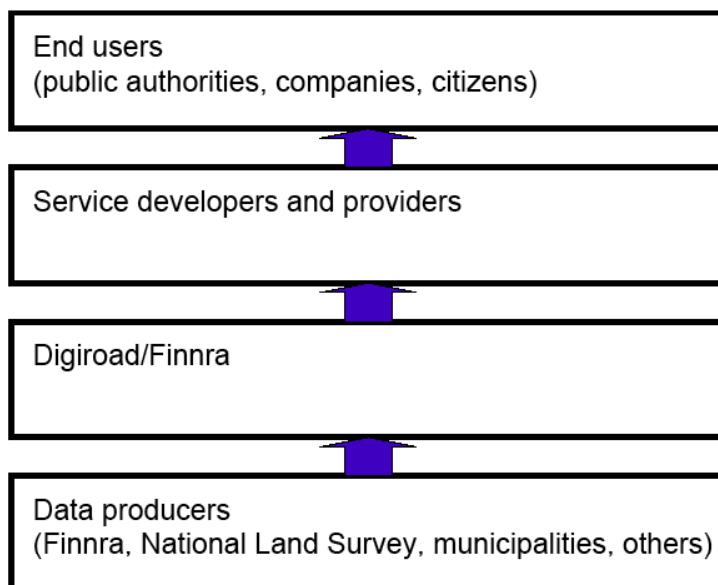 End users
(public authorities, companies, citizens)
Service developers and providers
Digiroad/Finnra
Data producers
(Finnra, National Land Survey, municipalities, others)